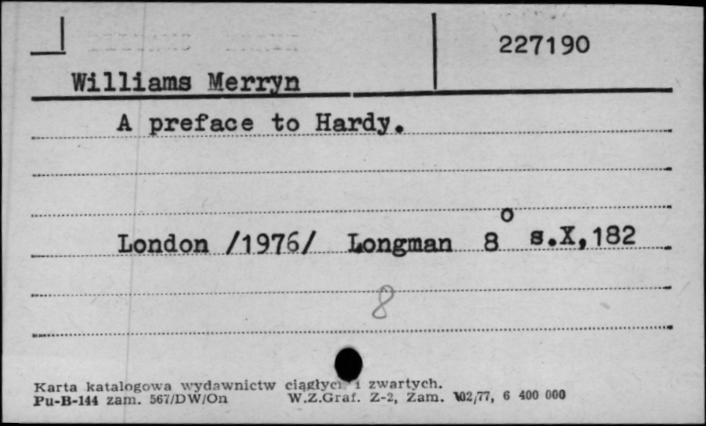 227190
Williams Merryn
A preface to Hardy.
London /1976/ Longman 8° s.X,182
8
Karta katalogowa wydawnictw ciągłych i zwartych.
Pu-B-144 zam. 567/DW/On W.Z.Graf. Z-2, Zam. 102/77, 6 400 000